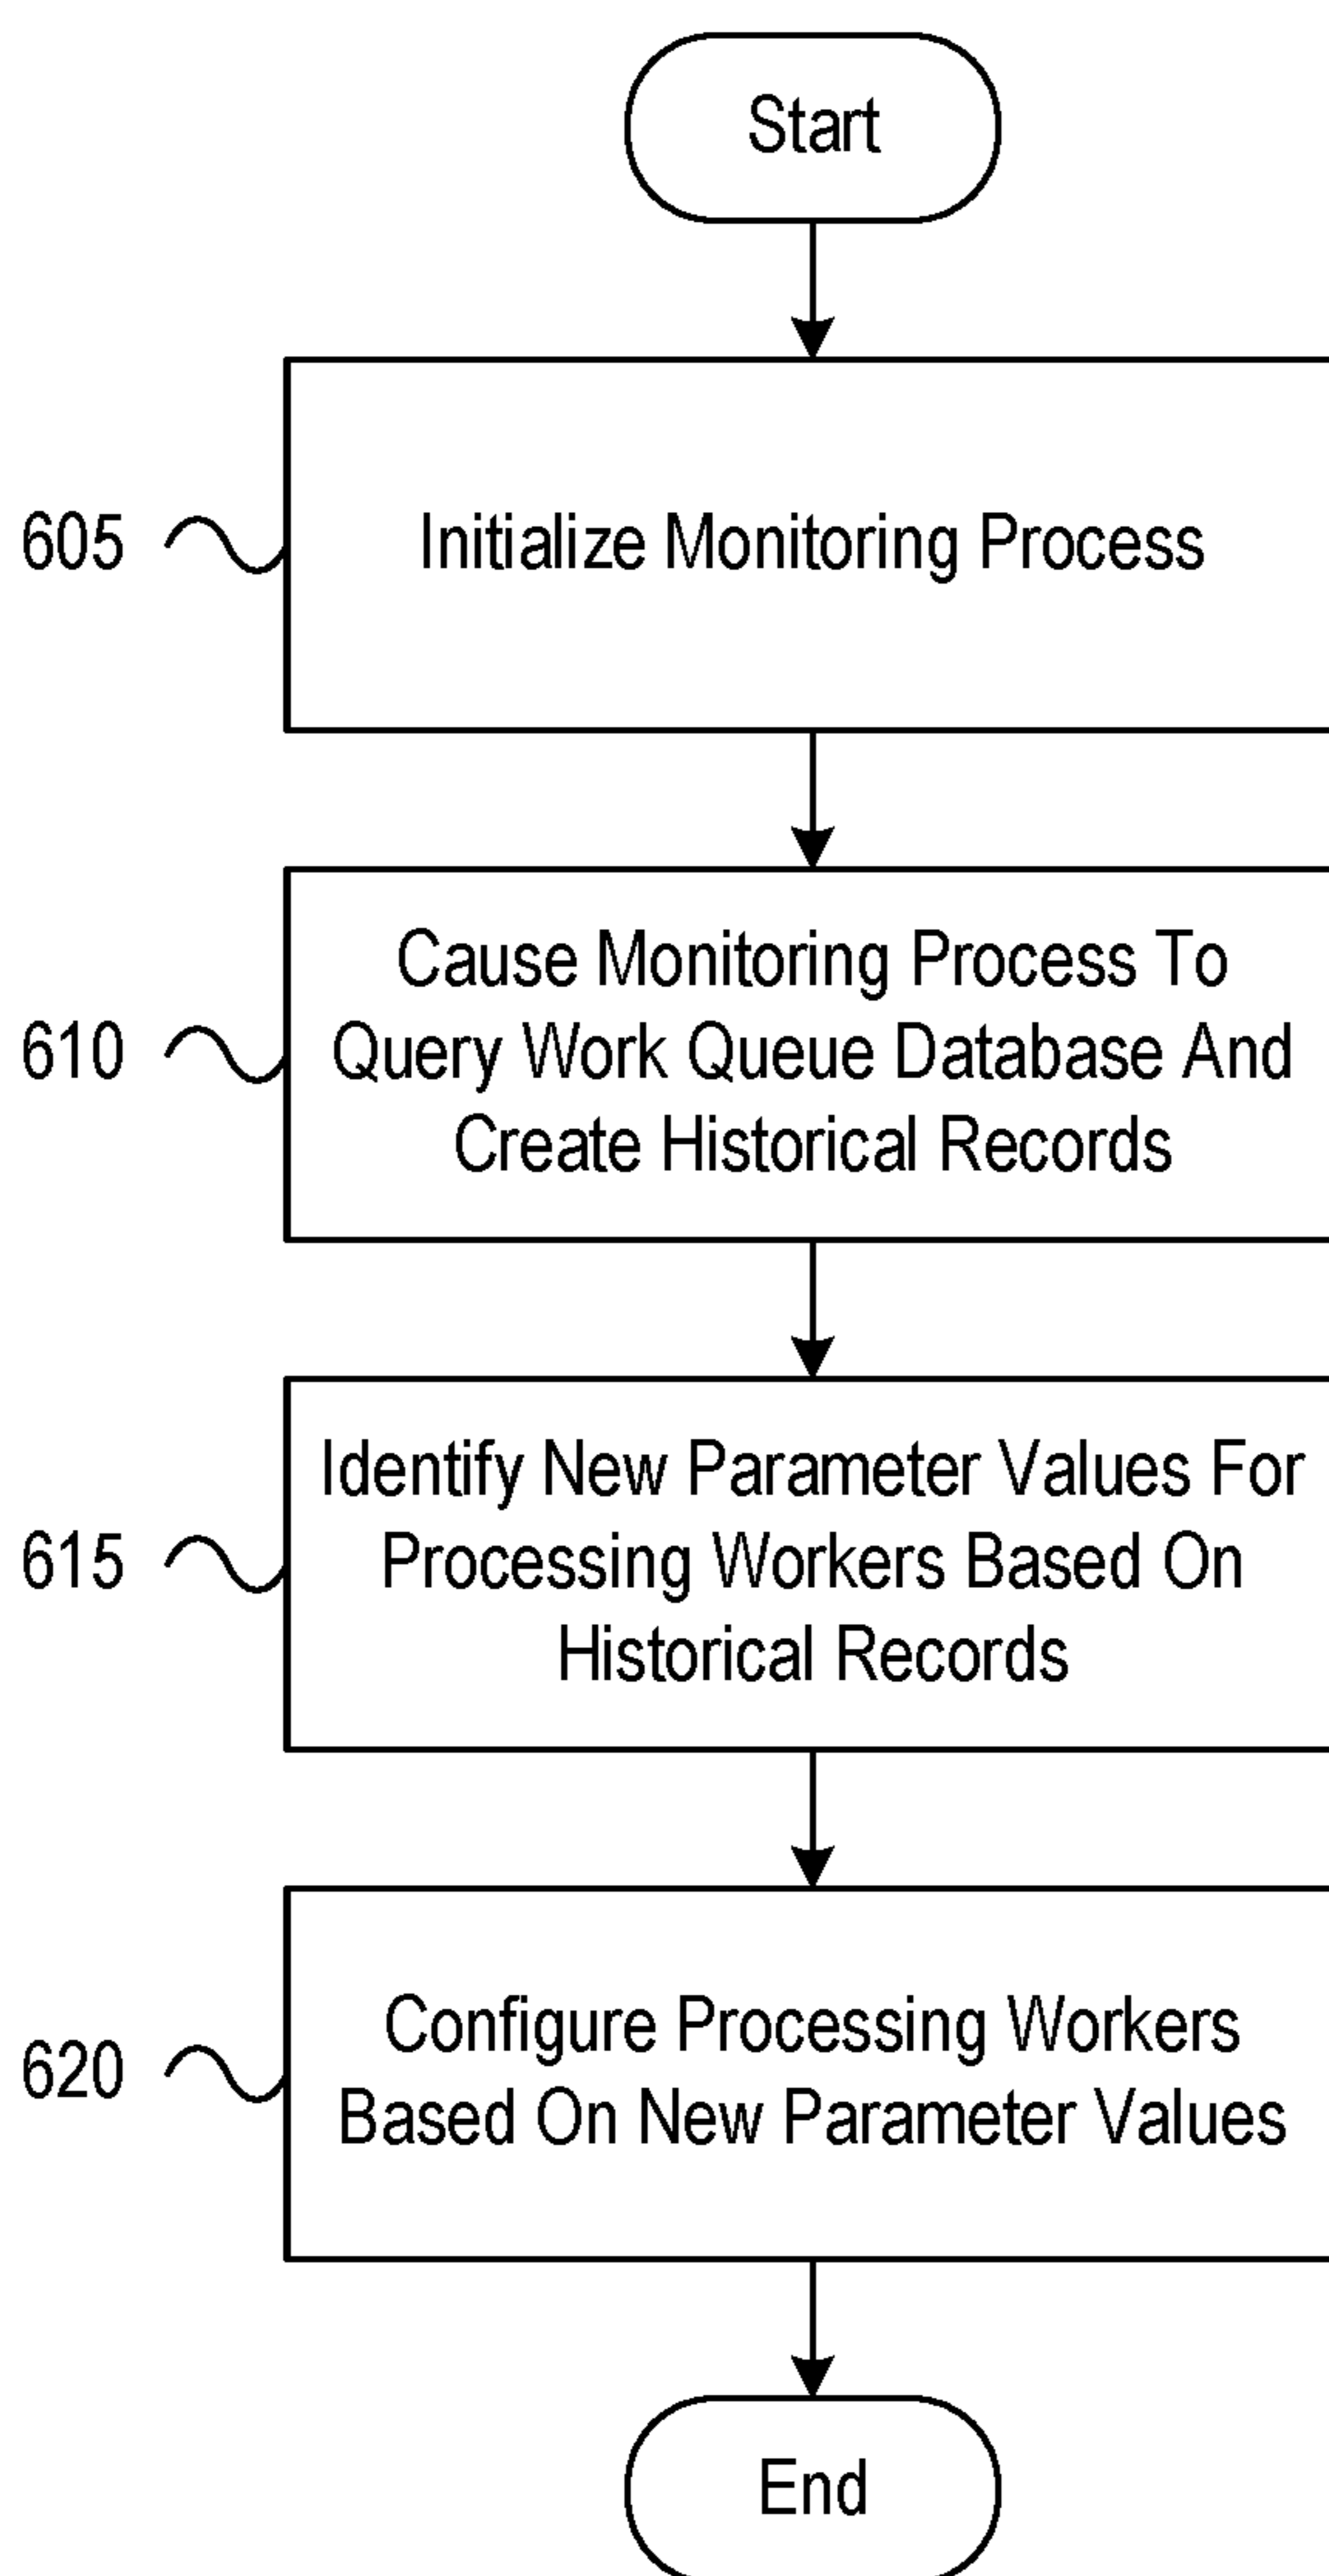 Start
605
Initialize Monitoring Process
610
Cause Monitoring Process To
Query Work Queue Database And
Create Historical Records
615
Identify New Parameter Values For
Processing Workers Based On
Historical Records
620
Configure Processing Workers
Based On New Parameter Values
End